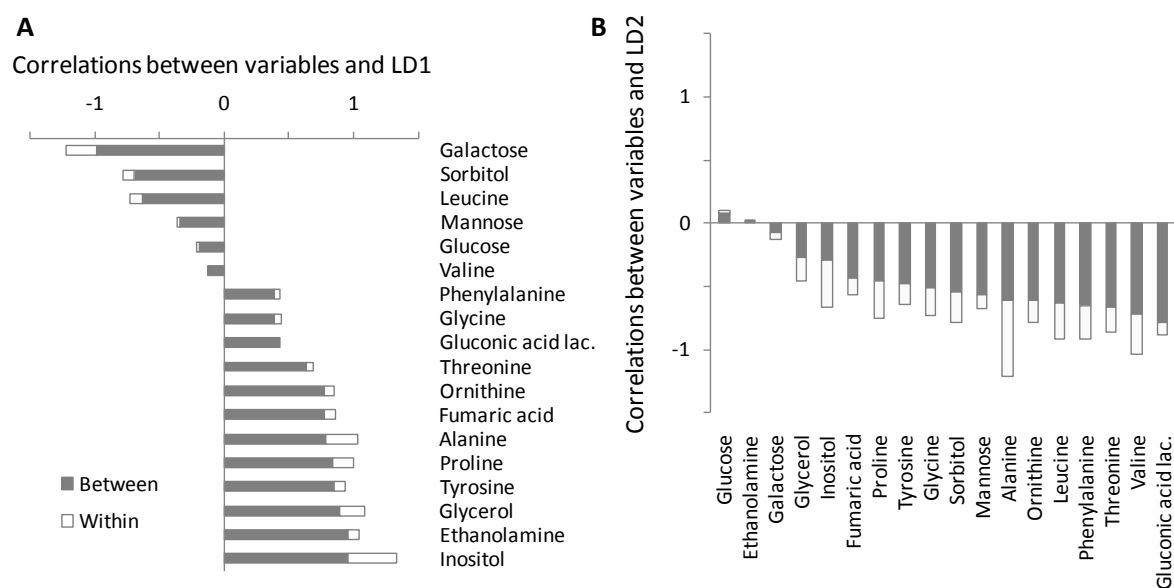 A
Correlations between variables and LD1
-1 0 1
Galactose
Sorbitol
Leucine
Mannose
Glucose
Valine
Phenylalanine
Glycine
Gluconic acid lac.
Threonine
Ornithine
Fumaric acid
Alanine
Proline
Tyrosine
Glycerol
Ethanolamine
Inositol
Between
Within
B
Correlations between variables and LD2
1
0
-1
Glucose
Ethanolamine
Galactose
Glycerol
Inositol
Fumaric acid
Proline
Tyrosine
Glycine
Sorbitol
Mannose
Alanine
Ornithine
Leucine
Phenylalanine
Threonine
Valine
Gluconic acid lac.